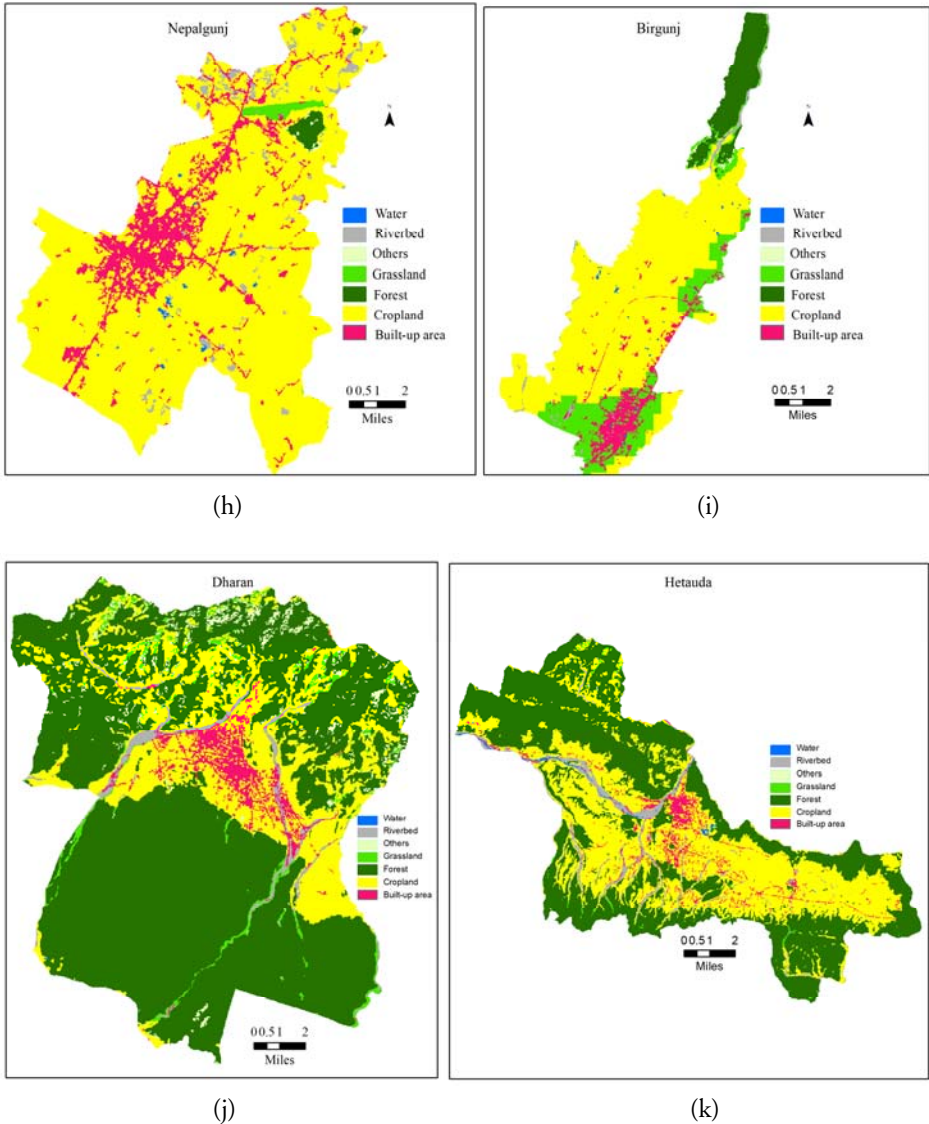 Nepalgunj
N
Water
Riverbed
Others
Grassland
Forest
Cropland
Built-up area
0 0.5 1 2
Miles
(h)
Birgunj
N
Water
Riverbed
Others
Grassland
Forest
Cropland
Built-up area
0 0.5 1 2
Miles
(i)
Dharan
Water
Riverbed
Others
Grassland
Forest
Cropland
Built-up area
0 0.5 1 2
Miles
(j)
Hetauda
Water
Riverbed
Others
Grassland
Forest
Cropland
Built-up area
0 0.5 1 2
Miles
(k)